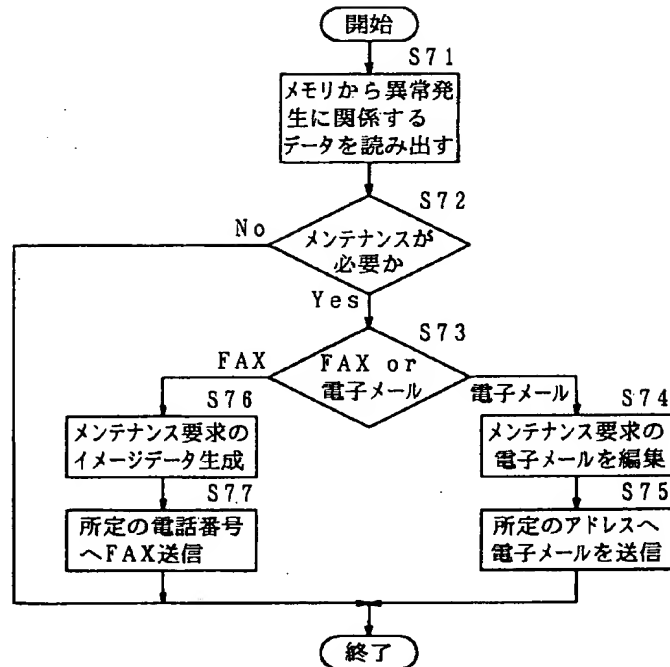 開始
S71
メモリから異常発
生に関係する
データを読み出す
S72
No
メンテナンスが
必要か
Yes
S73
FAX
FAX or
電子メール
電子メール
S76
メンテナンス要求の
イメージデータ生成
S77
所定の電話番号
へFAX送信
S74
メンテナンス要求の
電子メールを編集
S75
所定のアドレスへ
電子メールを送信
終了